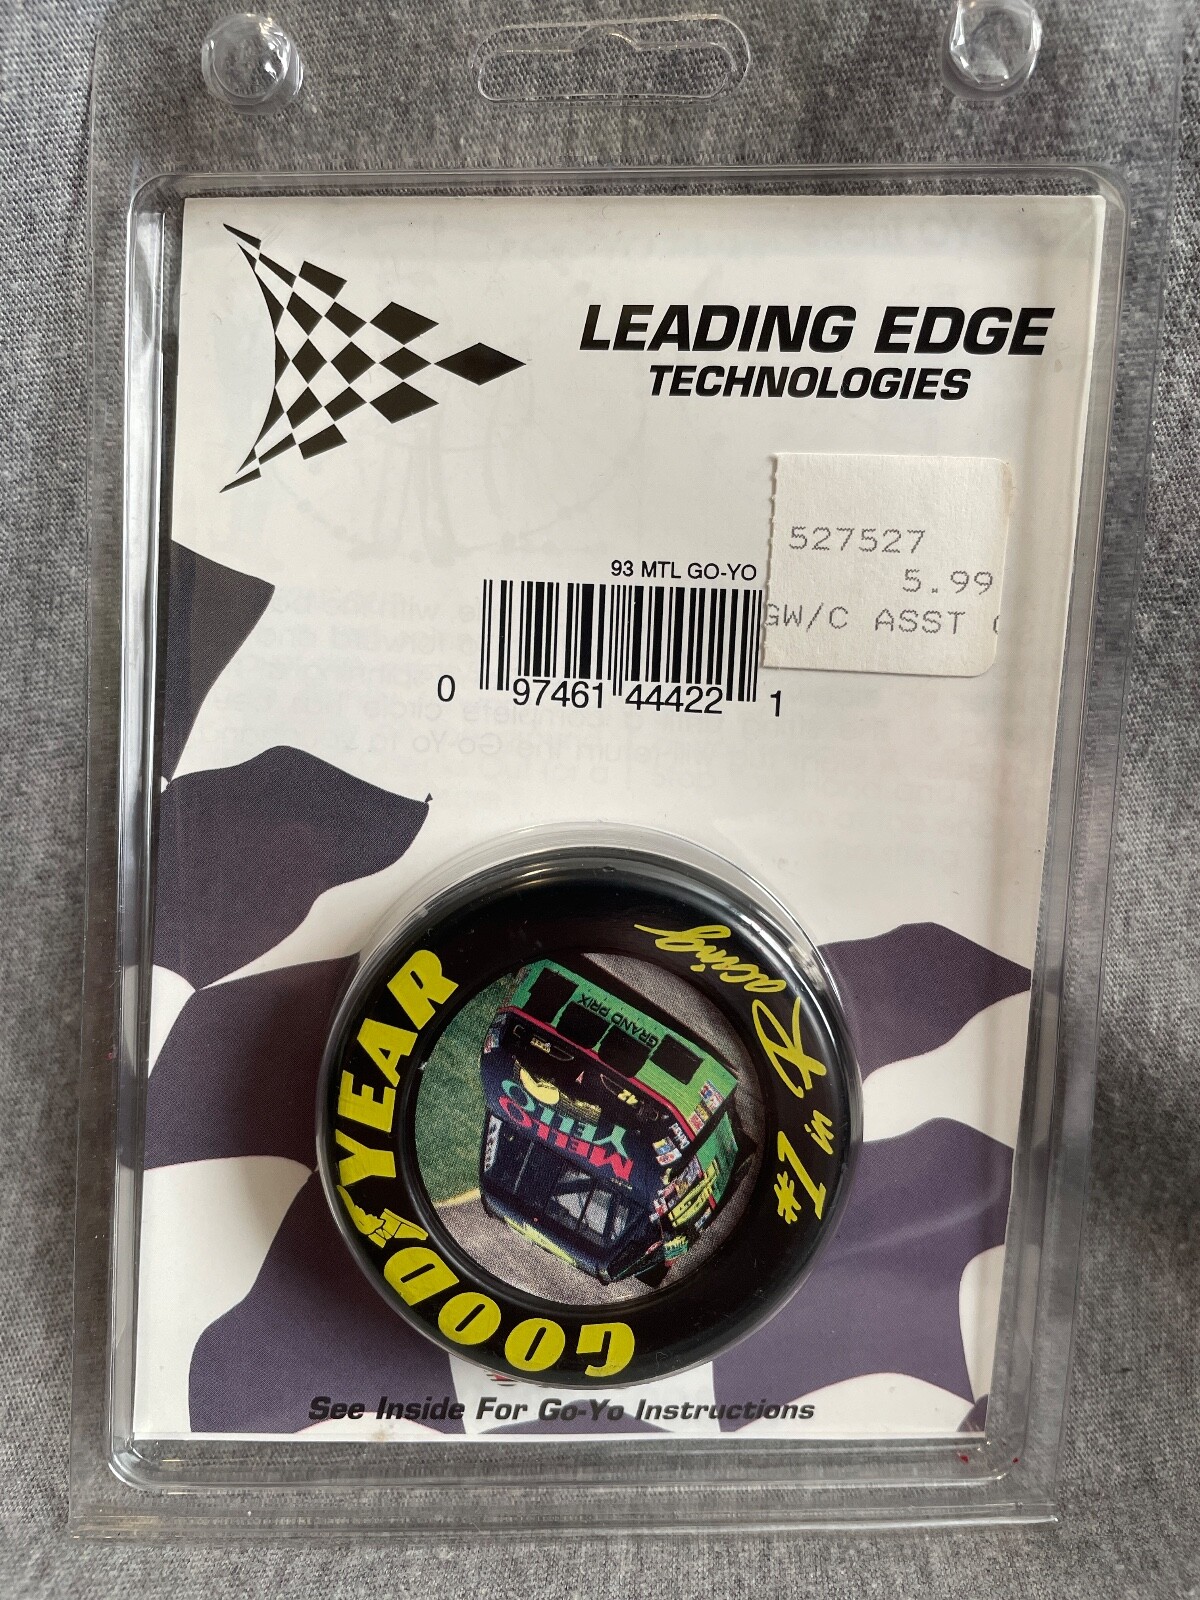 LEADING EDGE
TECHNOLOGIES
527527
5.99
GW/C ASST
93 MTL GO-YO
0 97461 44422 1
GOODYEAR
#1 in Racing
GRAND PRIX
42
MELLO
YELLO
See Inside For Go-Yo Instructions